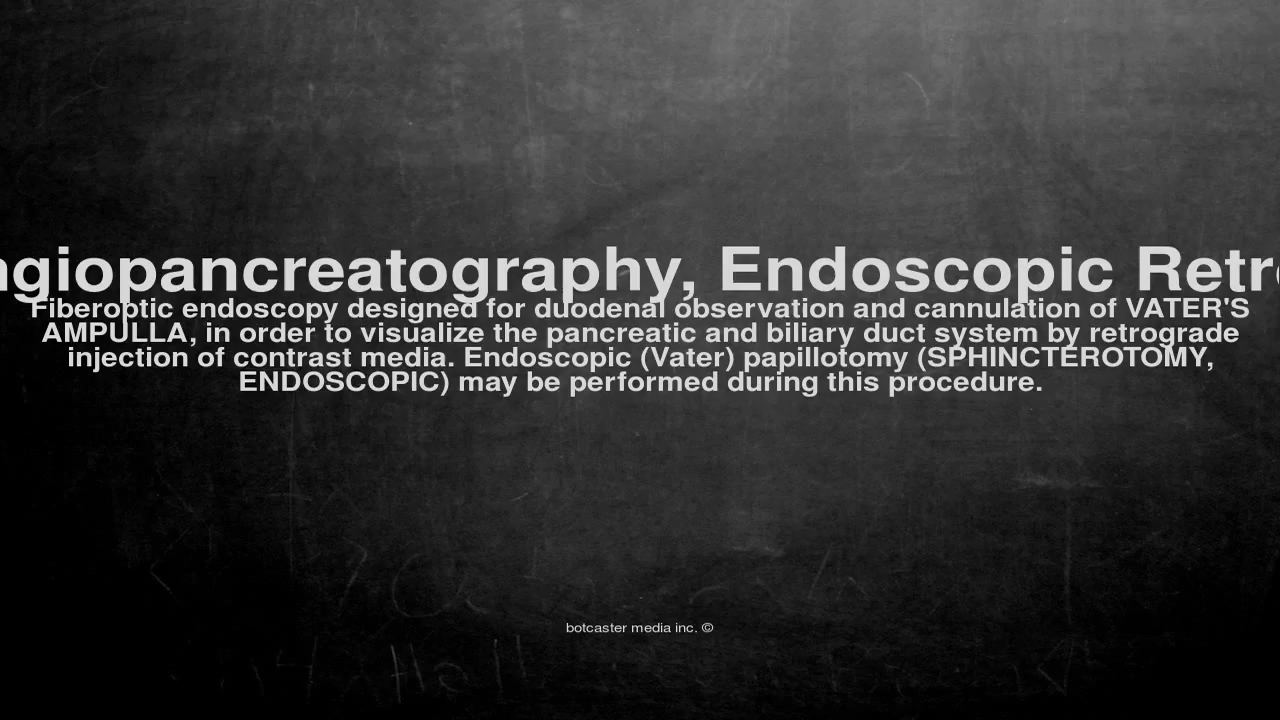 ngiopancreatography, Endoscopic Retro
Fiberoptic endoscopy designed for duodenal observation and cannulation of VATER'S
AMPULLA, in order to visualize the pancreatic and biliary duct system by retrograde
injection of contrast media. Endoscopic (Vater) papillotomy (SPHINCTEROTOMY,
ENDOSCOPIC) may be performed during this procedure.
botcaster media inc. ©